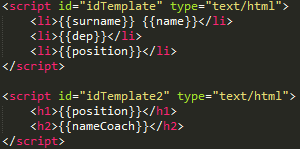 <script id="idTemplate" type="text/html">
    <li>{{surname}} {{name}}</li>
    <li>{{dep}}</li>
    <li>{{position}}</li>
</script>

<script id="idTemplate2" type="text/html">
    <h1>{{position}}</h1>
    <h2>{{nameCoach}}</h2>
</script>